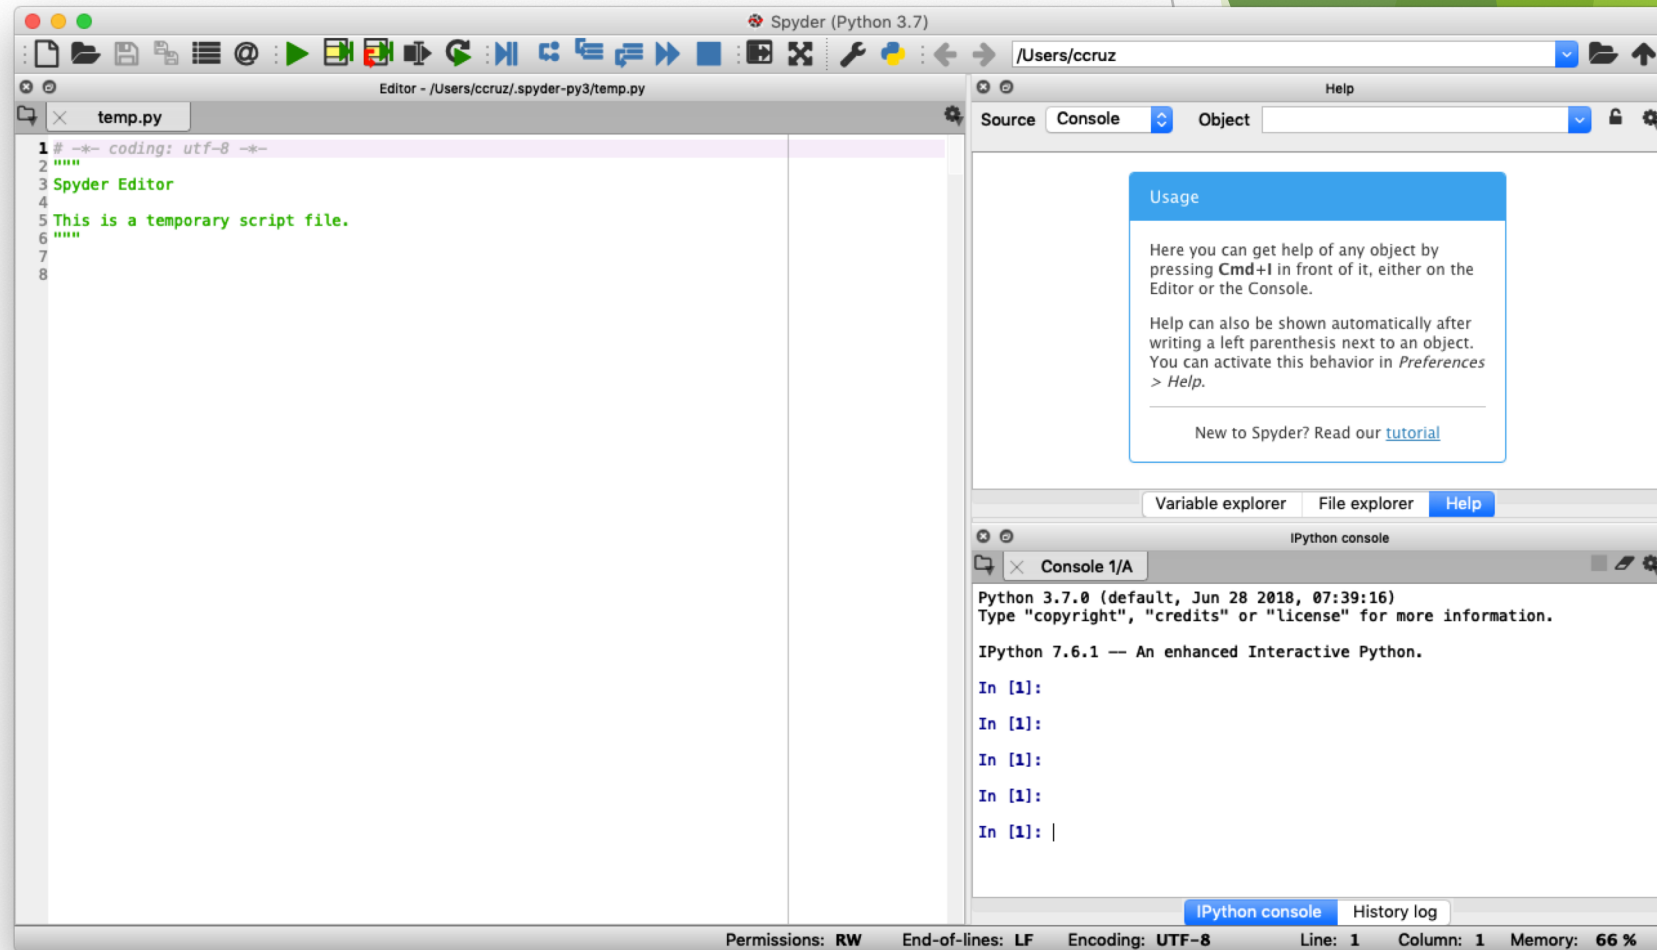 Spyder (Python 3.7)
/Users/ccruz
Editor - /Users/ccruz/.spyder-py3/temp.py
temp.py
1 # -*- coding: utf-8 -*-
2 """
3 Spyder Editor
4
5 This is a temporary script file.
6 """
7
8
Help
Source Console Object
Usage
Here you can get help of any object by
pressing Cmd+I in front of it, either on the
Editor or the Console.
Help can also be shown automatically after
writing a left parenthesis next to an object.
You can activate this behavior in Preferences
> Help.
New to Spyder? Read our tutorial
Variable explorer File explorer Help
IPython console
Console 1/A
Python 3.7.0 (default, Jun 28 2018, 07:39:16)
Type "copyright", "credits" or "license" for more information.
IPython 7.6.1 -- An enhanced Interactive Python.
In [1]:
In [1]:
In [1]:
In [1]:
In [1]:
IPython console History log
Permissions: RW End-of-lines: LF Encoding: UTF-8 Line: 1 Column: 1 Memory: 66 %